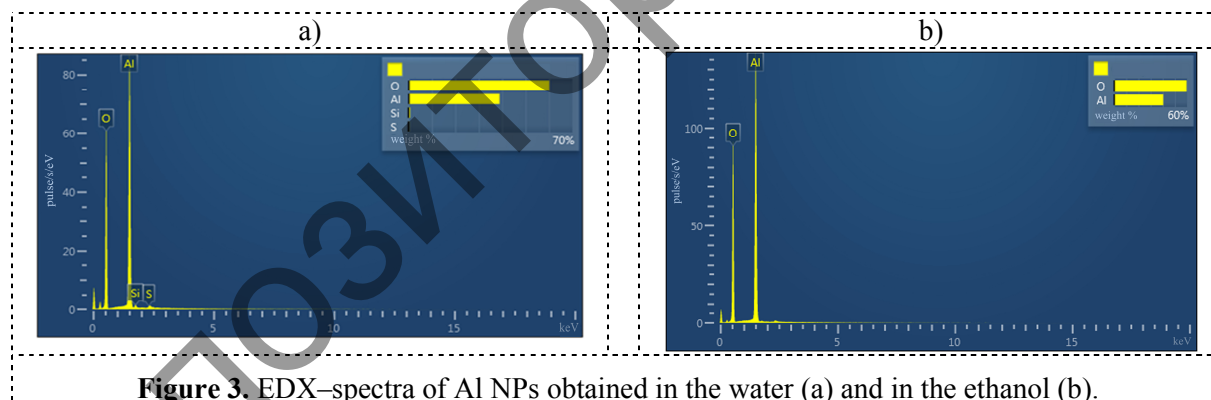 a)
b)
80
60
40
20
0
pulse/s/eV
Al
O
Si
S
0
5
10
15
keV
O
Al
Si
S
weight %
70%
100
50
0
pulse/s/eV
Al
O
0
5
10
15
keV
O
Al
weight %
60%
ПОЗИТОР
Figure 3. EDX–spectra of Al NPs obtained in the water (a) and in the ethanol (b).